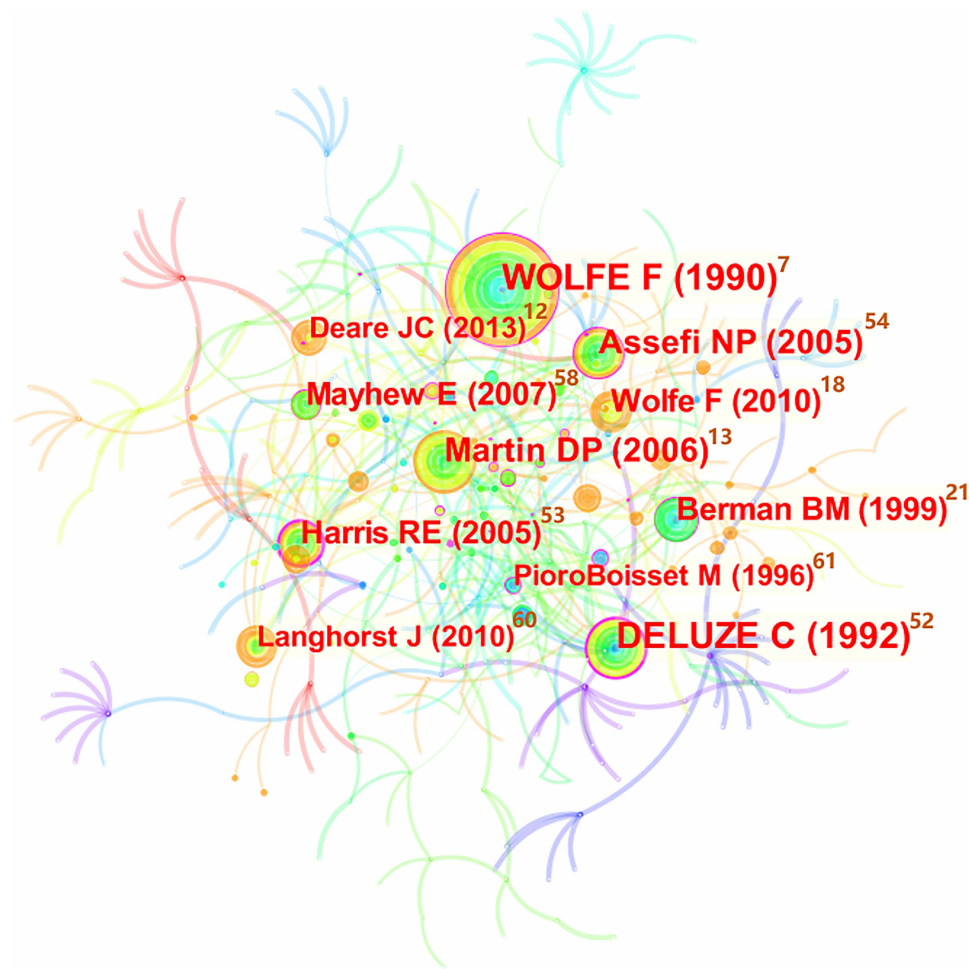 WOLFE F (1990)7
Deare JC (2013)12
Assefi NP (2005)54
Mayhew E (2007)58
Wolfe F (2010)18
Martin DP (2006)13
Berman BM (1999)21
Harris RE (2005)53
PioroBoisset M (1996)61
Langhorst J (2010)60
DELUZE C (1992)52